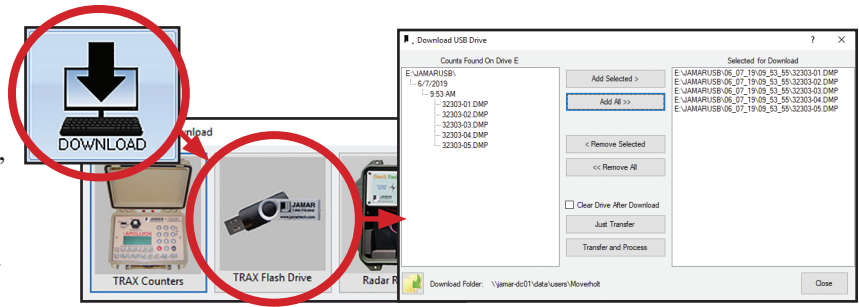 DOWNLOAD
nload
TRAX Counters
JAMAR
www.jamartech.com
TRAX Flash Drive
Radar R
Download USB Drive
? X
Counts Found On Drive E
E:\JAMARUSB\
6/7/2019
9:53 AM
32303-01.DMP
32303-02.DMP
32303-03.DMP
32303-04.DMP
32303-05.DMP
Add Selected >
Add All >>
< Remove Selected
<< Remove All
Clear Drive After Download
Just Transfer
Transfer and Process
Selected for Download
E:\JAMARUSB\06_07_19\09_53_55\32303-01.DMP
E:\JAMARUSB\06_07_19\09_53_55\32303-02.DMP
E:\JAMARUSB\06_07_19\09_53_55\32303-03.DMP
E:\JAMARUSB\06_07_19\09_53_55\32303-04.DMP
E:\JAMARUSB\06_07_19\09_53_55\32303-05.DMP
Download Folder: \\jamar-dc01\data\users\Moverholt
Close